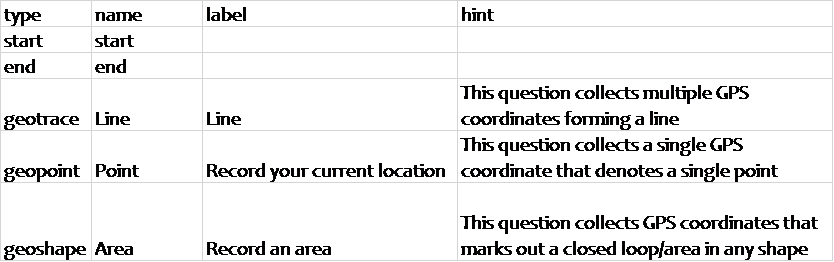 type name label hint
start start
end end
This question collects multiple GPS
geotrace Line Line coordinates forming a line
This question collects a single GPS
geopoint Point Record your current location coordinate that denotes a single point
This question collects GPS coordinates that
geoshape Area Record an area marks out a closed loop/area in any shape